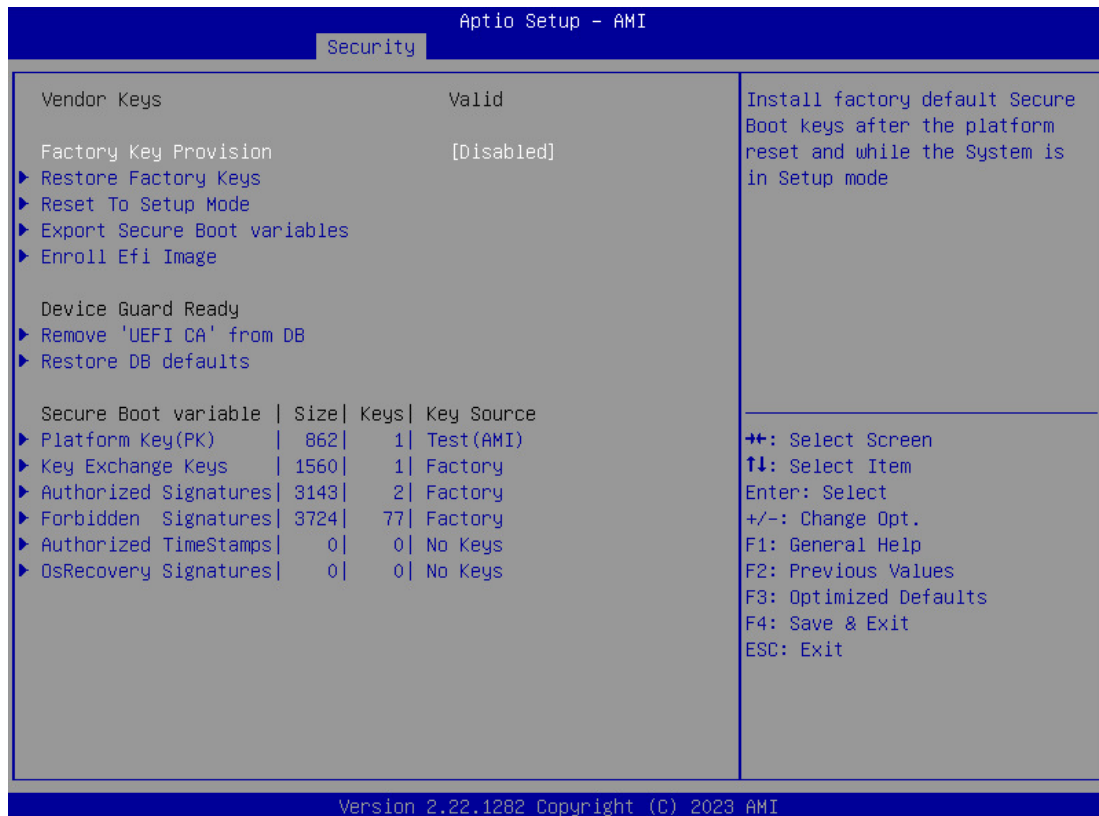 Aptio Setup – AMI
Security
Vendor Keys Valid
Factory Key Provision [Disabled]
▶ Restore Factory Keys
▶ Reset To Setup Mode
▶ Export Secure Boot variables
▶ Enroll Efi Image
Device Guard Ready
▶ Remove 'UEFI CA' from DB
▶ Restore DB defaults
Secure Boot variable | Size| Keys| Key Source
▶ Platform Key(PK) | 862| 1| Test(AMI)
▶ Key Exchange Keys | 1560| 1| Factory
▶ Authorized Signatures| 3143| 2| Factory
▶ Forbidden Signatures| 3724| 77| Factory
▶ Authorized TimeStamps| 0| 0| No Keys
▶ OsRecovery Signatures| 0| 0| No Keys
Install factory default Secure
Boot keys after the platform
reset and while the System is
in Setup mode
→←: Select Screen
↑↓: Select Item
Enter: Select
+/-: Change Opt.
F1: General Help
F2: Previous Values
F3: Optimized Defaults
F4: Save & Exit
ESC: Exit
Version 2.22.1282 Copyright (C) 2023 AMI